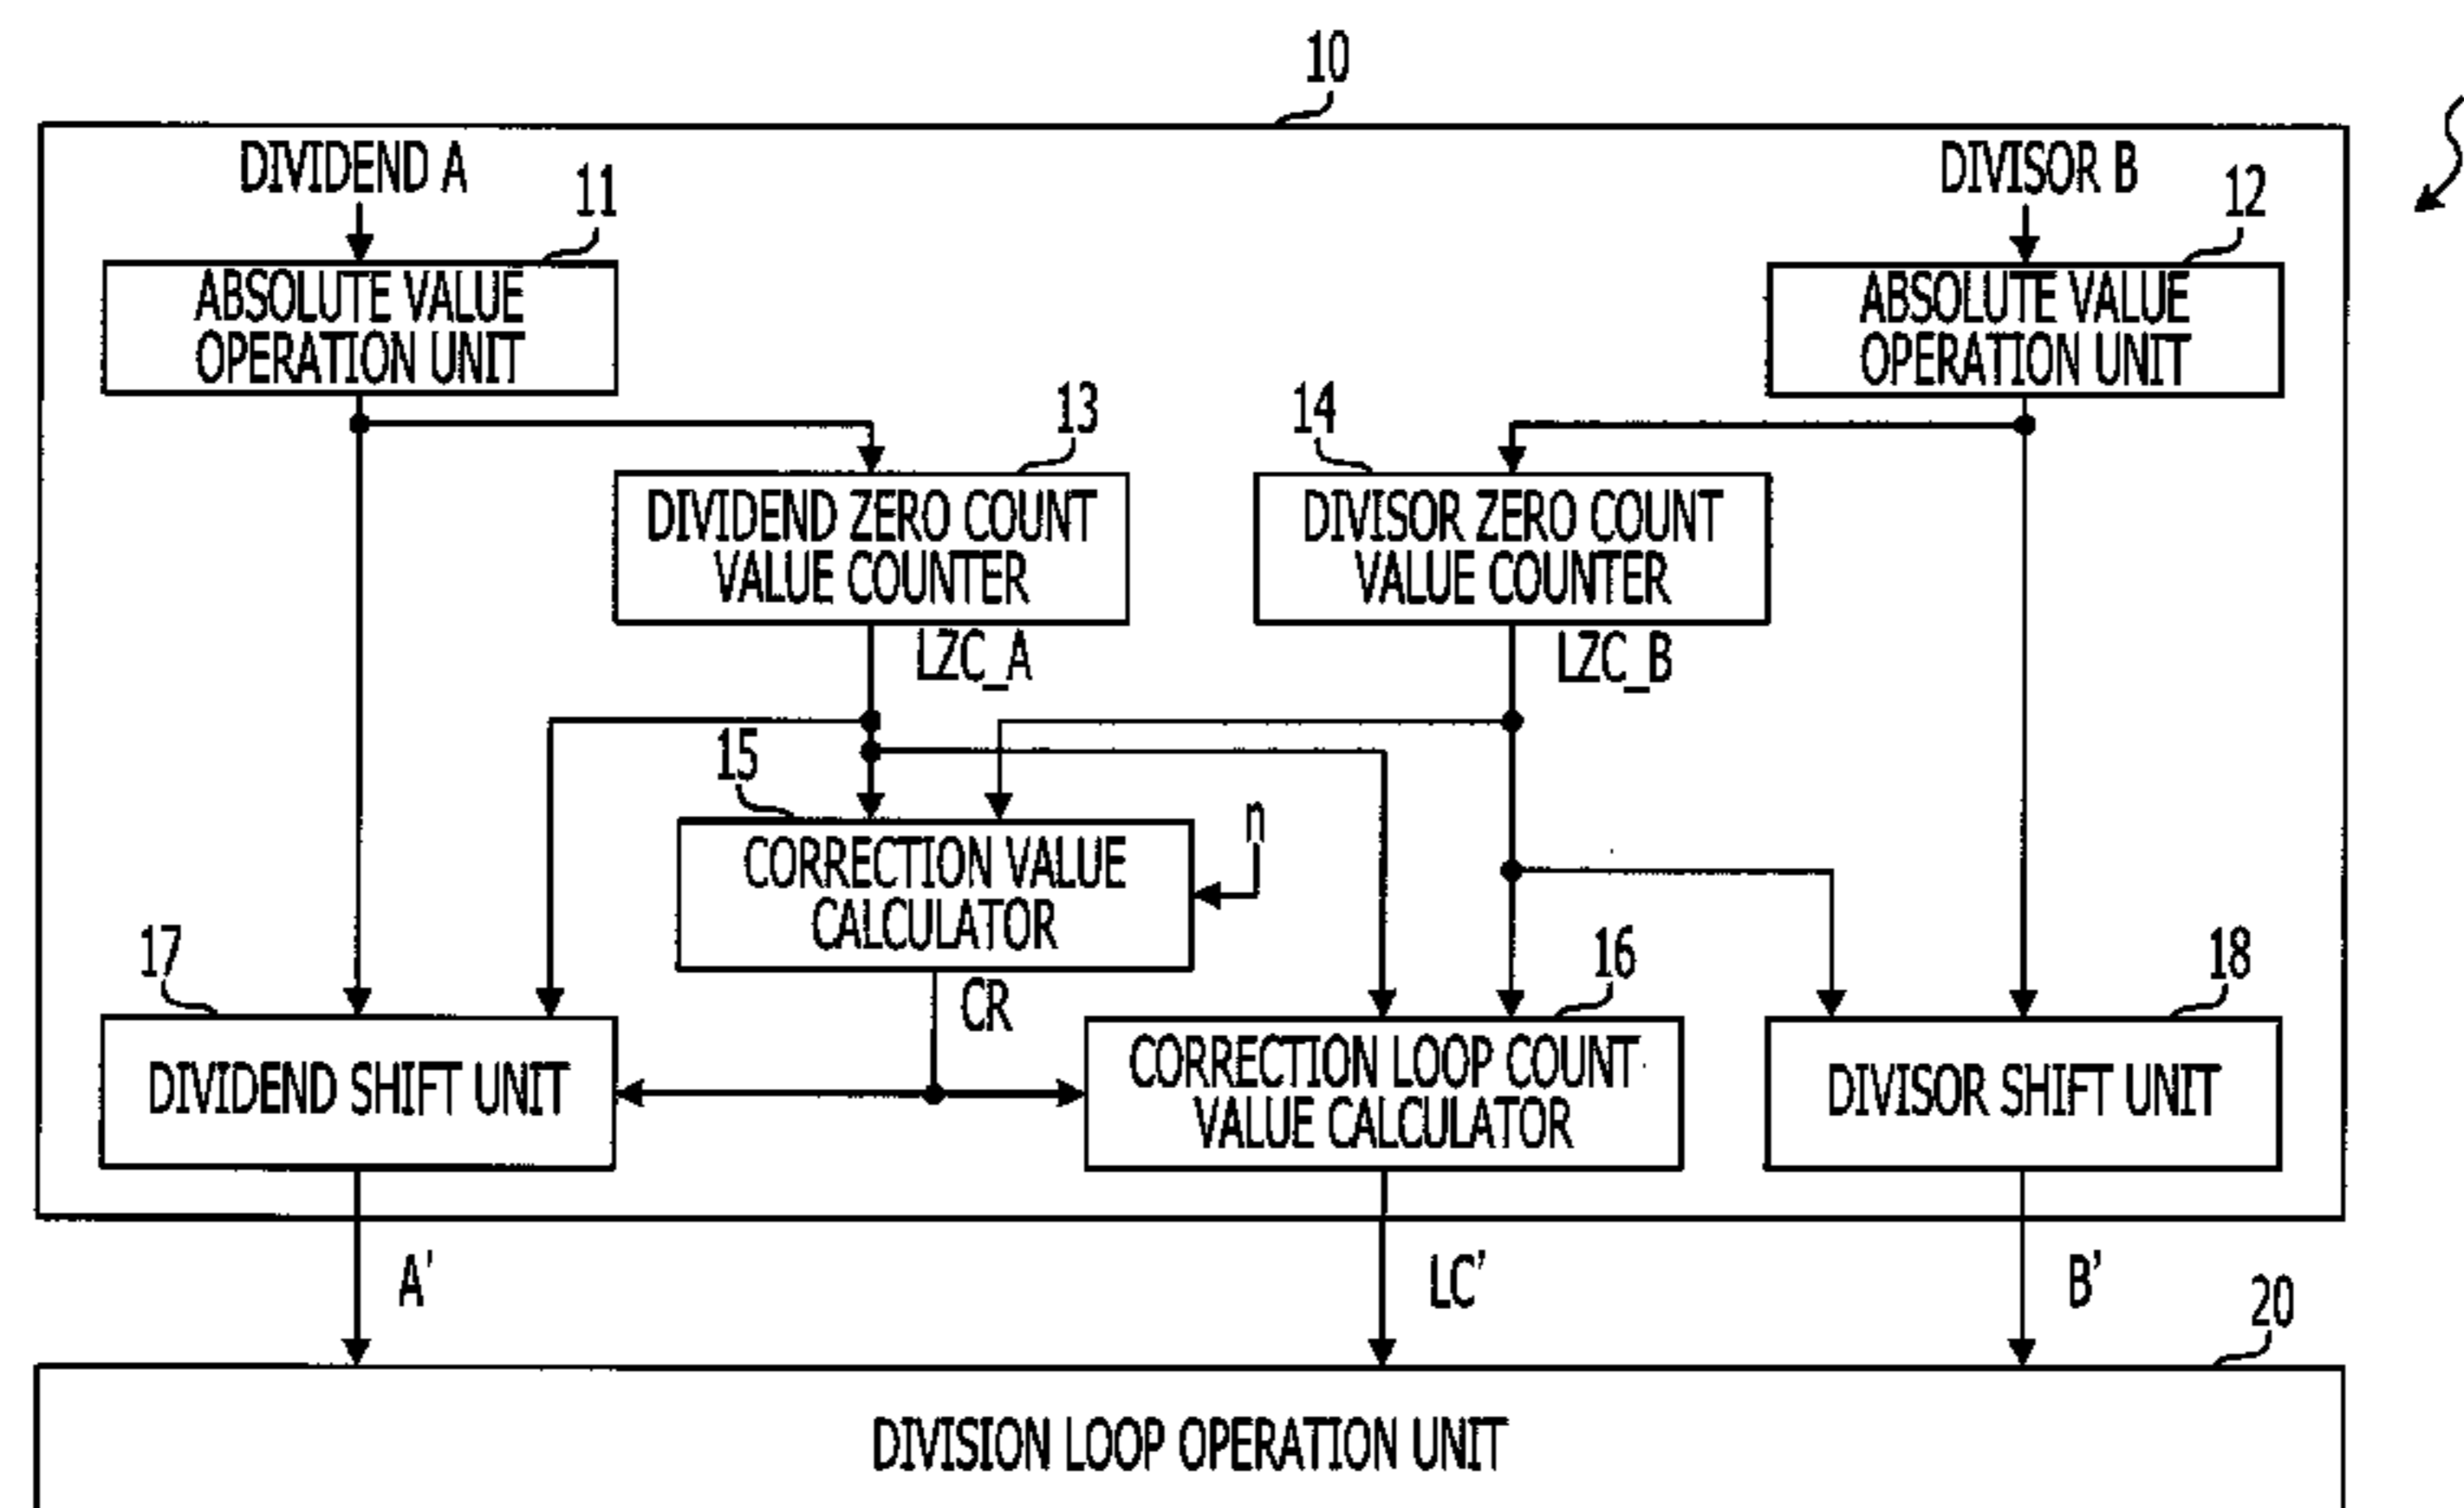 10
DIVIDEND A
11
DIVISOR B
12
ABSOLUTE VALUE
OPERATION UNIT
ABSOLUTE VALUE
OPERATION UNIT
13
14
DIVIDEND ZERO COUNT
VALUE COUNTER
DIVISOR ZERO COUNT
VALUE COUNTER
LZC_A
LZC_B
15
n
CORRECTION VALUE
CALCULATOR
17
16
18
CR
DIVIDEND SHIFT UNIT
CORRECTION LOOP COUNT
VALUE CALCULATOR
DIVISOR SHIFT UNIT
A'
LC'
B'
20
DIVISION LOOP OPERATION UNIT